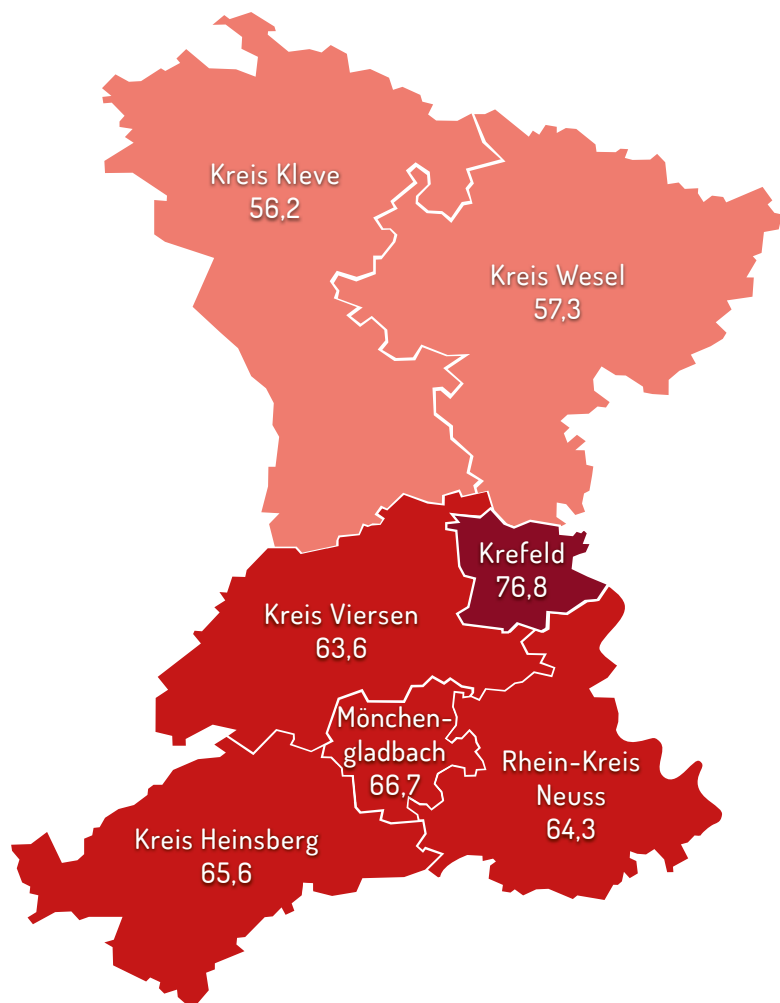 Kreis Kleve
56,2
Kreis Wesel
57,3
Krefeld
76,8
Kreis Viersen
63,6
Mönchen-
gladbach
66,7
Rhein-Kreis
Neuss
64,3
Kreis Heinsberg
65,6